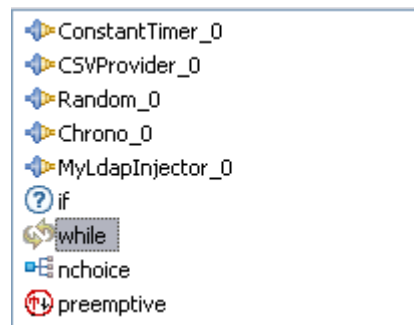 ConstantTimer_0
CSVProvider_0
Random_0
Chrono_0
MyLdapInjector_0
if
while
nchoice
preemptive